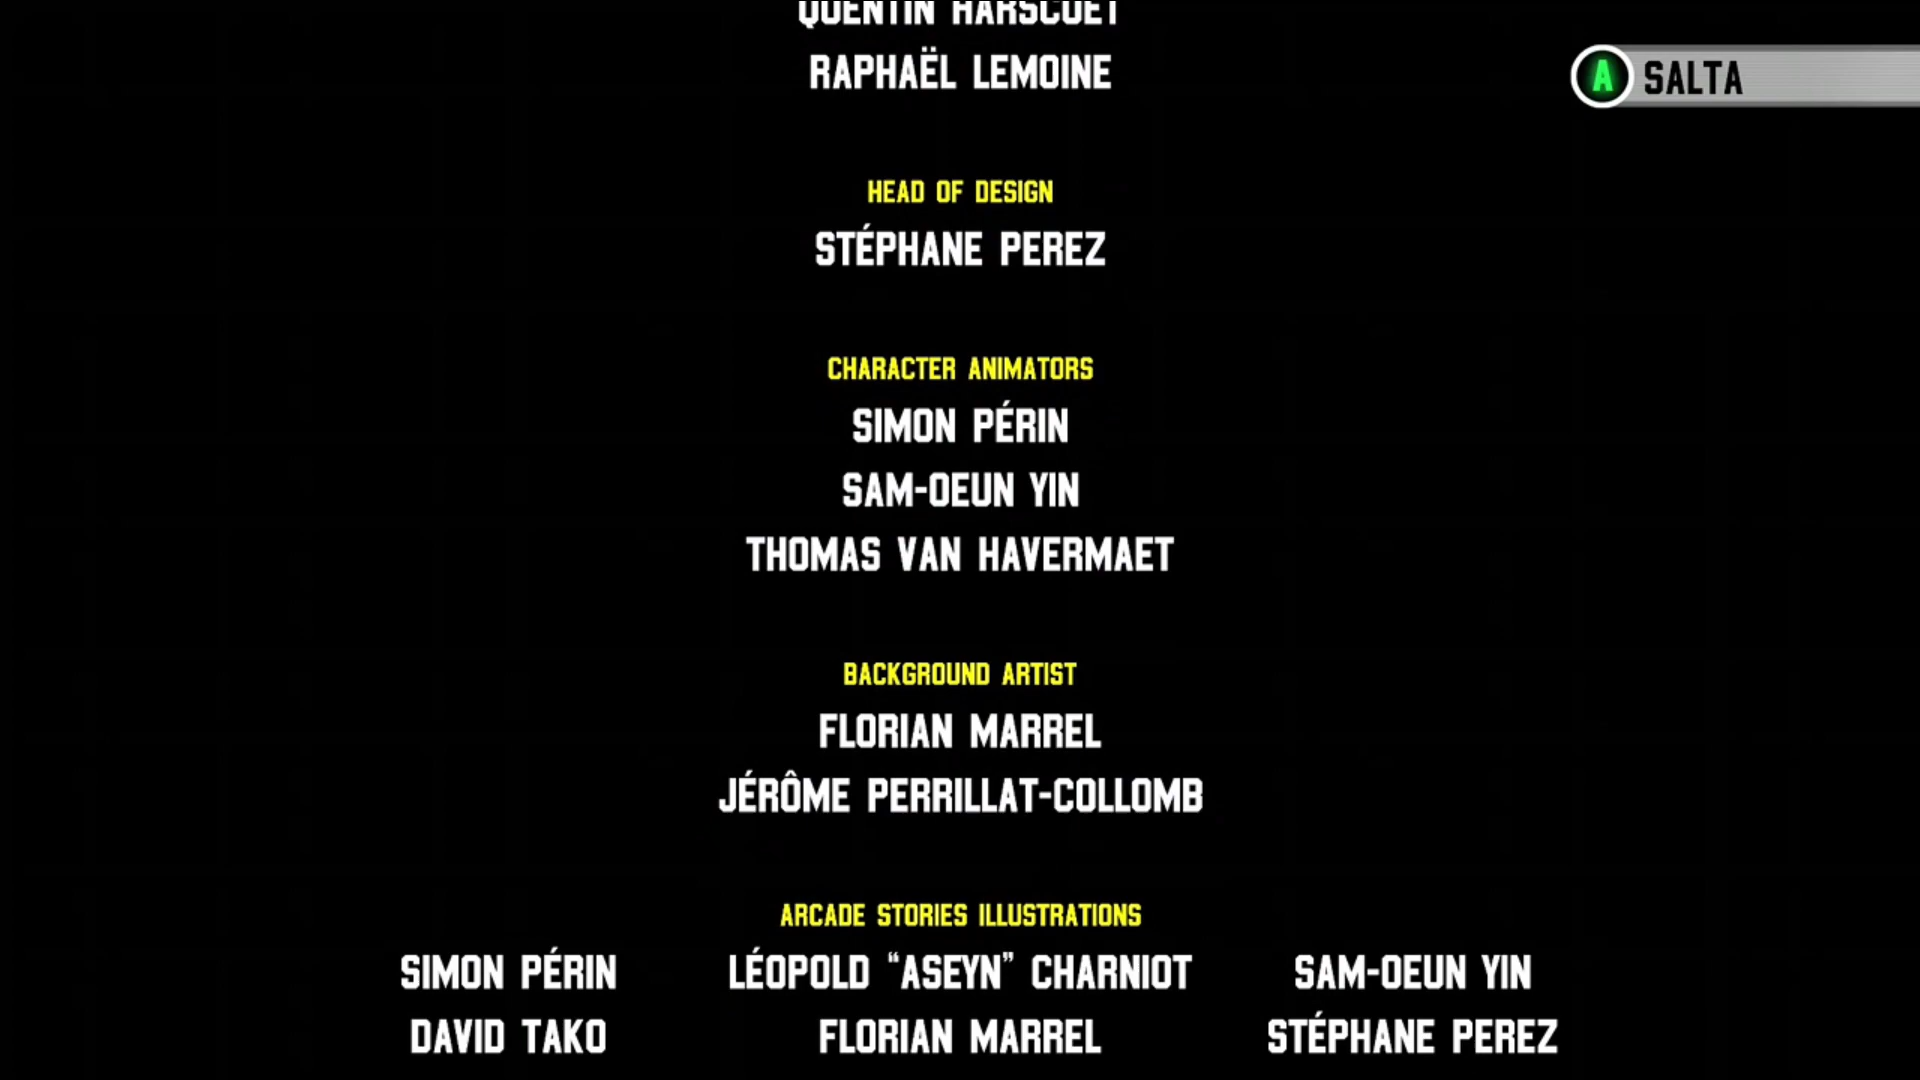 QUENTIN HARSCOET
RAPHAËL LEMOINE
A SALTA
HEAD OF DESIGN
STÉPHANE PEREZ
CHARACTER ANIMATORS
SIMON PÉRIN
SAM-OEUN YIN
THOMAS VAN HAVERMAET
BACKGROUND ARTIST
FLORIAN MARREL
JÉRÔME PERRILLAT-COLLOMB
ARCADE STORIES ILLUSTRATIONS
SIMON PÉRIN LÉOPOLD “ASEYN” CHARNIOT SAM-OEUN YIN
DAVID TAKO FLORIAN MARREL STÉPHANE PEREZ